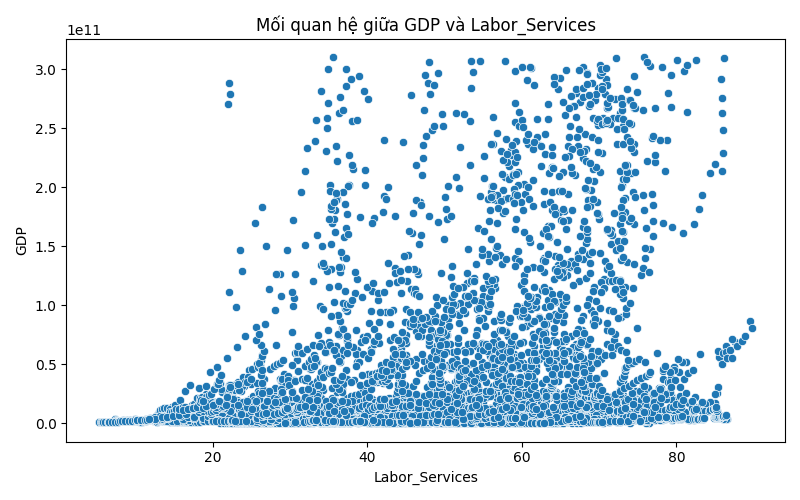 Mối quan hệ giữa GDP và Labor_Services
1e11
3.0
2.5
2.0
1.5
1.0
0.5
0.0
GDP
20 40 60 80
Labor_Services